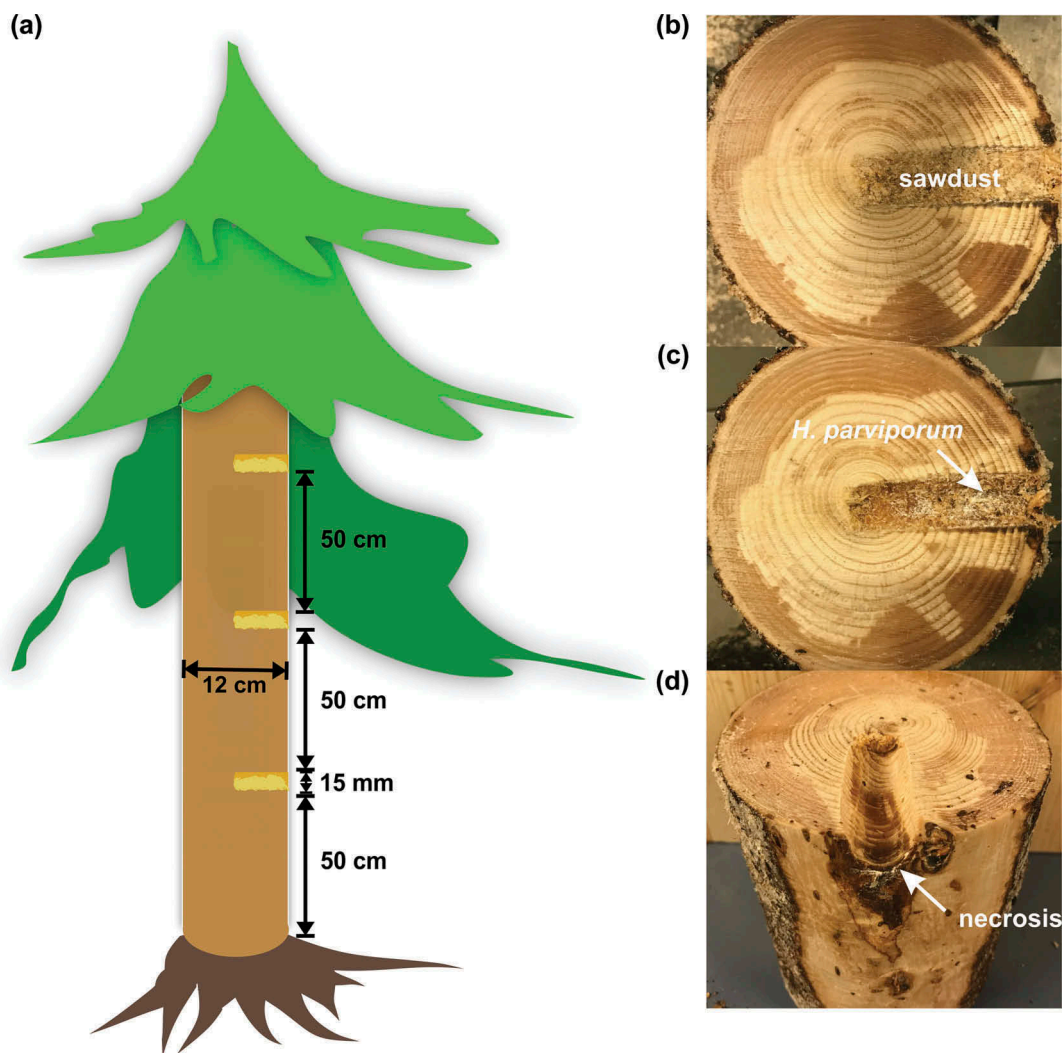 (a)
50 cm
12 cm
50 cm
15 mm
50 cm
(b)
sawdust
(c)
H. parviporum
(d)
necrosis